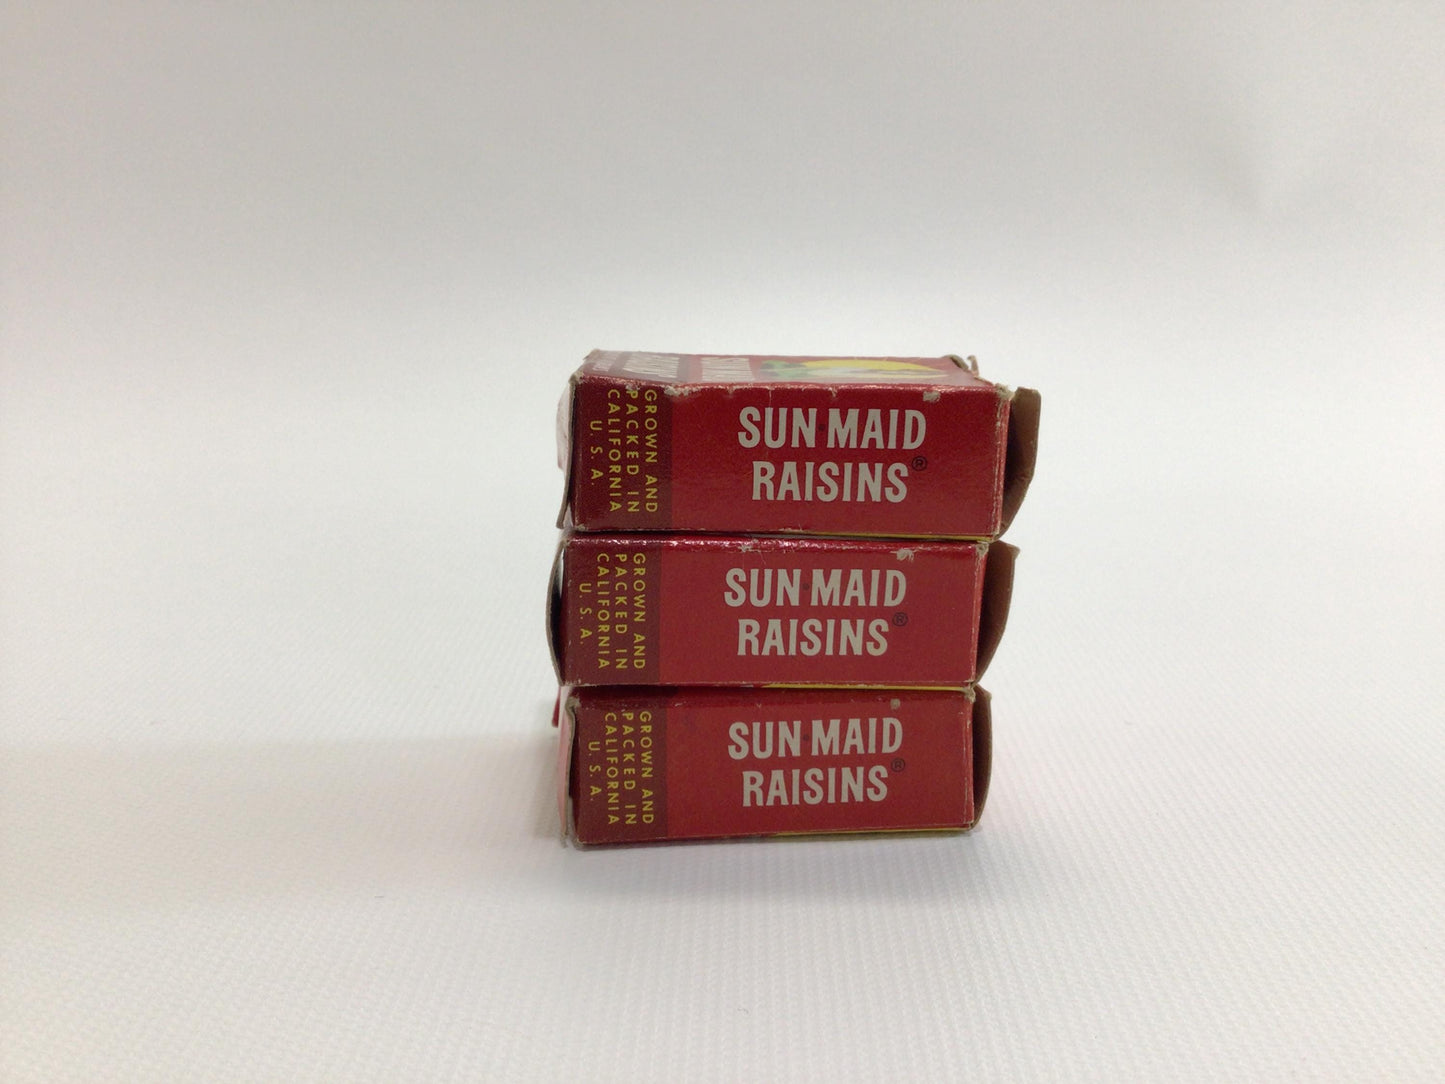 SUN·MAID
RAISINS®
GROWN AND
PACKED IN
CALIFORNIA
U. S. A
SUN·MAID
RAISINS®
GROWN AND
PACKED IN
CALIFORNIA
U. S. A.
SUN·MAID
RAISINS®
GROWN AND
PACKED IN
CALIFORNIA
U. S. A.